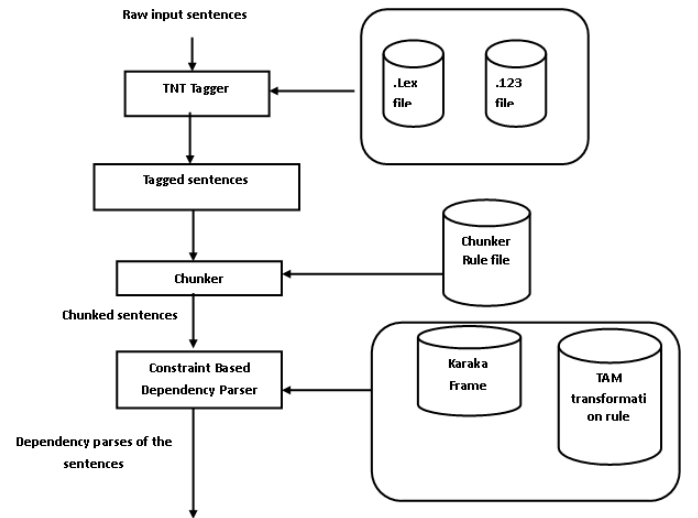 Raw input sentences
TNT Tagger
.Lex
file
.123
file
Tagged sentences
Chunker
Rule file
Chunker
Chunked sentences
Constraint Based
Dependency Parser
Karaka
Frame
TAM
transformati
on rule
Dependency parses of the
sentences